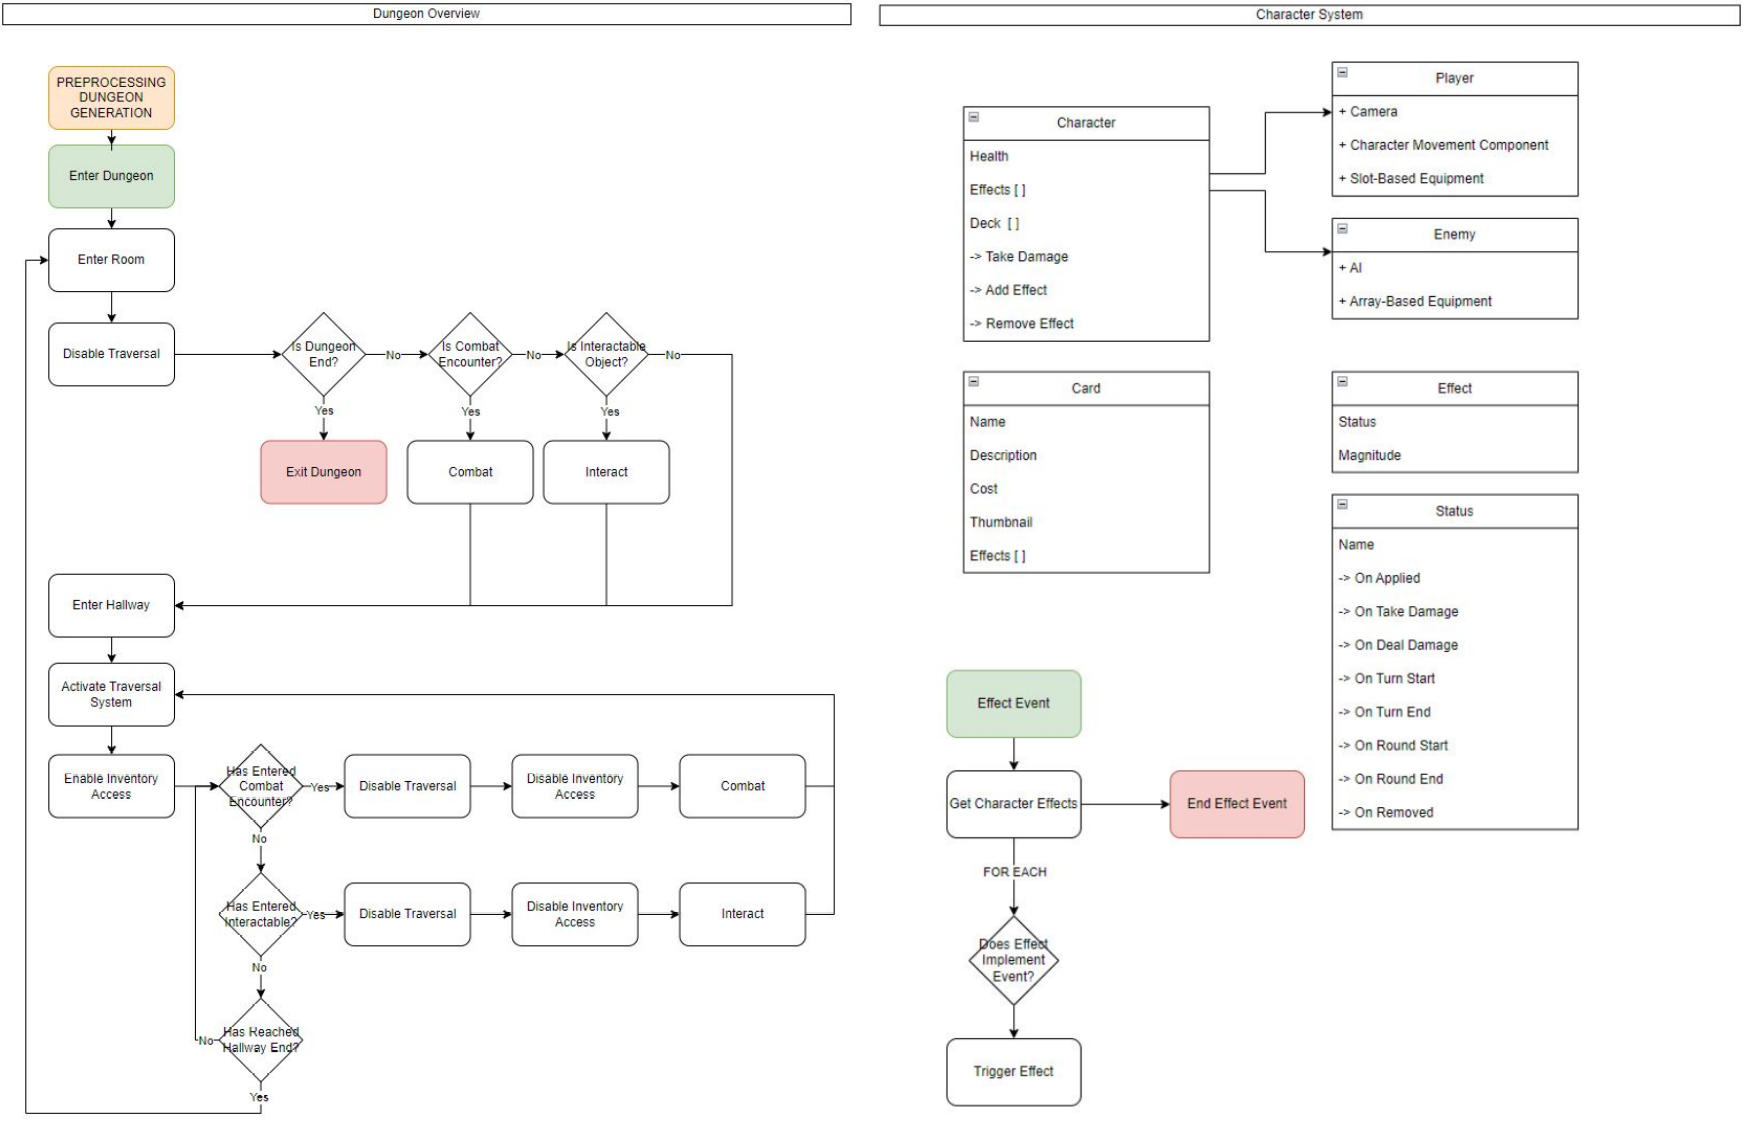 Dungeon Overview
PREPROCESSING
DUNGEON
GENERATION
Enter Dungeon
Enter Room
Disable Traversal
Is Dungeon
End?
No
Is Combat
Encounter?
No
Is Interactable
Object?
No
Yes
Yes
Yes
Exit Dungeon
Combat
Interact
Enter Hallway
Activate Traversal
System
Enable Inventory
Access
Has Entered
Combat
Encounter?
Yes
Disable Traversal
Disable Inventory
Access
Combat
No
Has Entered
Interactable?
Yes
Disable Traversal
Disable Inventory
Access
Interact
No
Has Reached
Hallway End?
No
Yes
Character System
Character
Health
Effects [ ]
Deck [ ]
-> Take Damage
-> Add Effect
-> Remove Effect
Player
+ Camera
+ Character Movement Component
+ Slot-Based Equipment
Enemy
+ AI
+ Array-Based Equipment
Card
Name
Description
Cost
Thumbnail
Effects [ ]
Effect
Status
Magnitude
Status
Name
-> On Applied
-> On Take Damage
-> On Deal Damage
-> On Turn Start
-> On Turn End
-> On Round Start
-> On Round End
-> On Removed
Effect Event
Get Character Effects
End Effect Event
FOR EACH
Does Effect
Implement
Event?
Trigger Effect